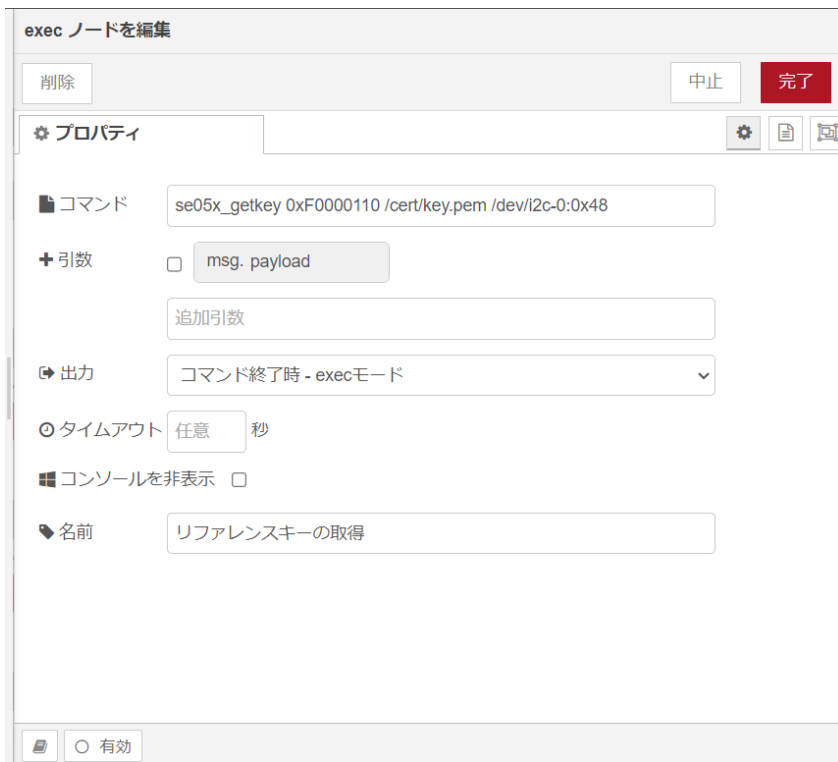 exec ノードを編集
削除
中止
完了
プロパティ
コマンド
se05x_getkey 0xF0000110 /cert/key.pem /dev/i2c-0:0x48
引数
msg. payload
追加引数
出力
コマンド終了時 - execモード
タイムアウト
任意
秒
コンソールを非表示
名前
リファレンスキーの取得
有効